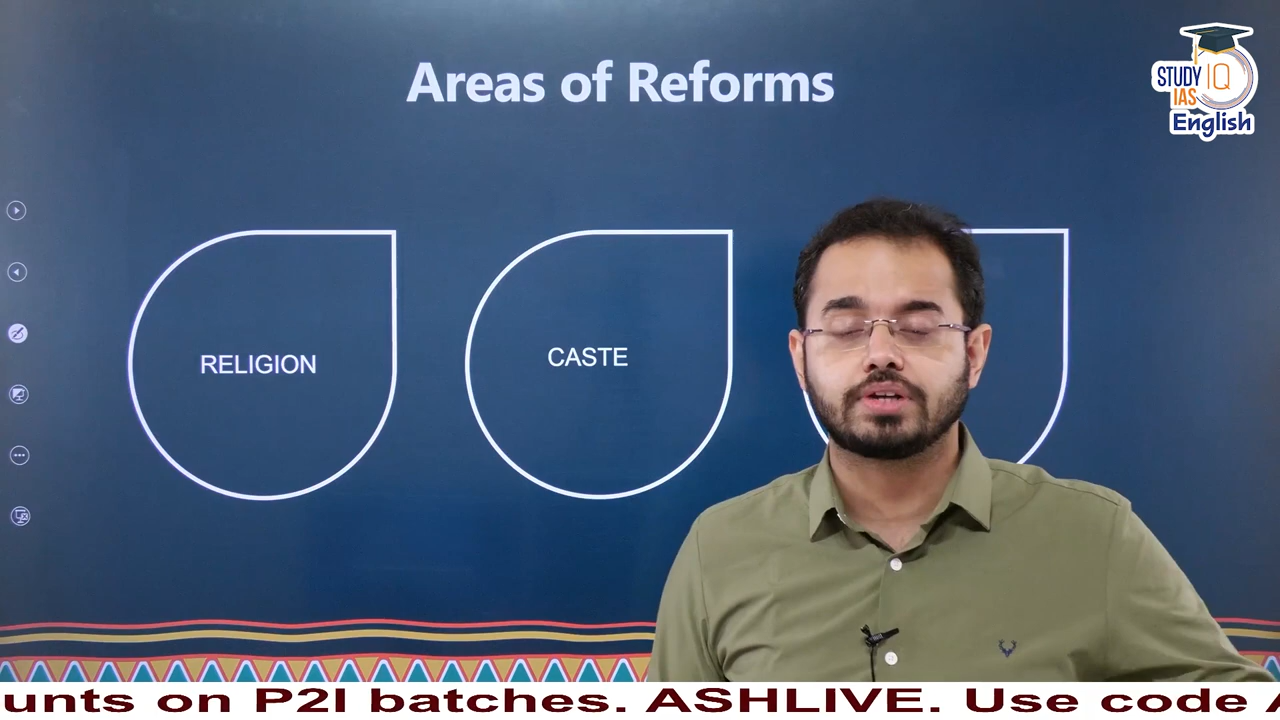 Areas of Reforms
STUDY IQ
IAS
English
RELIGION
CASTE
unts on P2I batches. ASHLIVE. Use code A